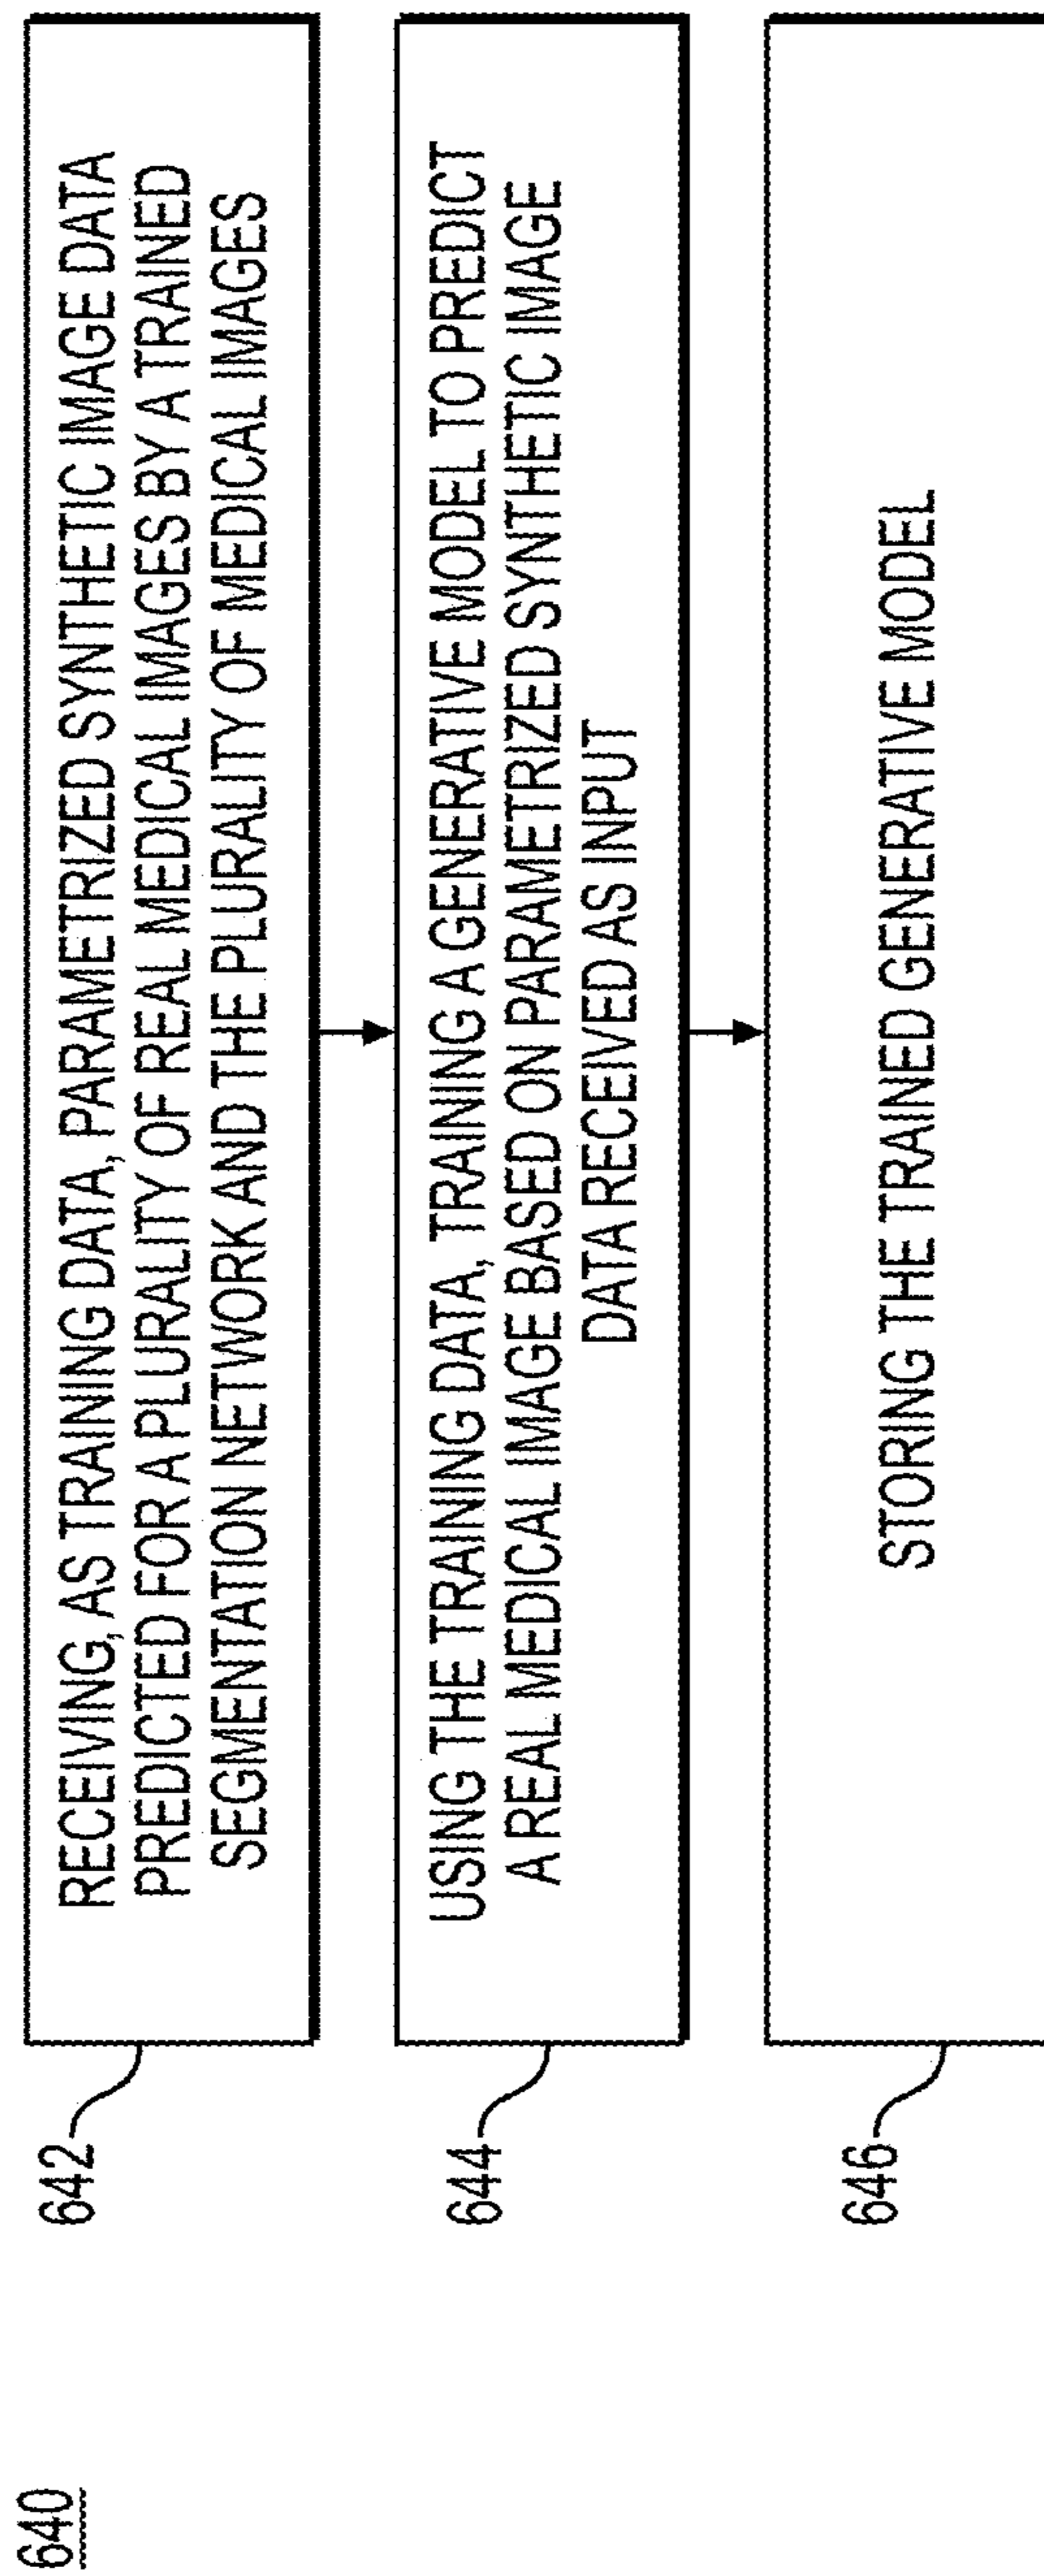 640
642
RECEIVING, AS TRAINING DATA, PARAMETRIZED SYNTHETIC IMAGE DATA
PREDICTED FOR A PLURALITY OF REAL MEDICAL IMAGES BY A TRAINED
SEGMENTATION NETWORK AND THE PLURALITY OF MEDICAL IMAGES
644
USING THE TRAINING DATA, TRAINING A GENERATIVE MODEL TO PREDICT
A REAL MEDICAL IMAGE BASED ON PARAMETRIZED SYNTHETIC IMAGE
DATA RECEIVED AS INPUT
646
STORING THE TRAINED GENERATIVE MODEL